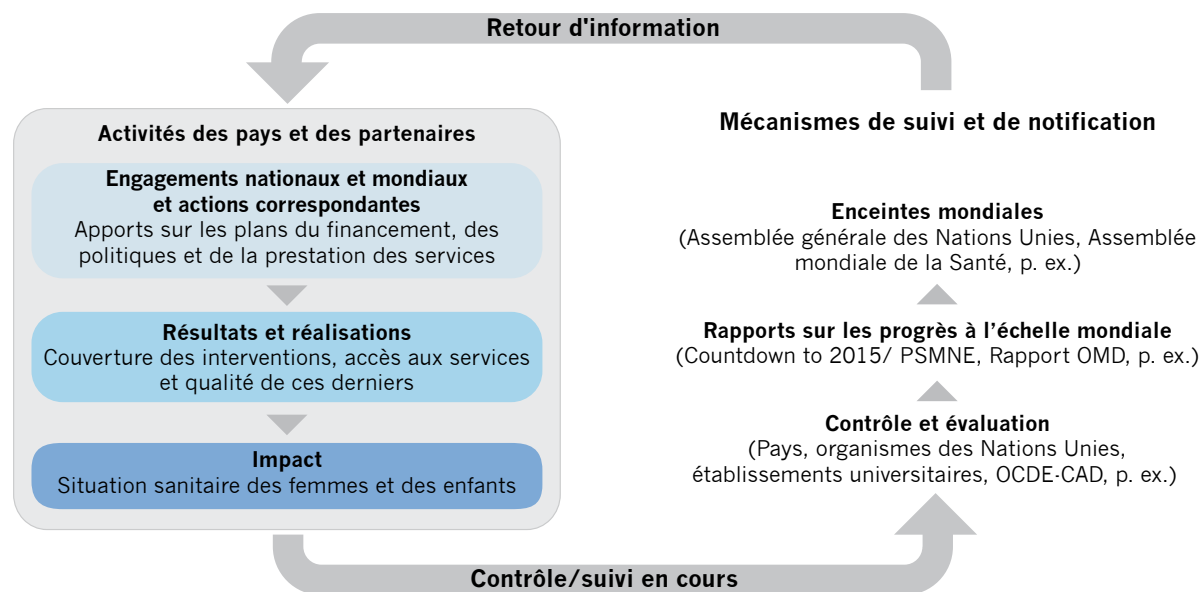 Retour d'information
Activités des pays et des partenaires
Engagements nationaux et mondiaux
et actions correspondantes
Apports sur les plans du financement, des
politiques et de la prestation des services
Résultats et réalisations
Couverture des interventions, accès aux services
et qualité de ces derniers
Impact
Situation sanitaire des femmes et des enfants
Mécanismes de suivi et de notification
Enceintes mondiales
(Assemblée générale des Nations Unies, Assemblée
mondiale de la Santé, p. ex.)
Rapports sur les progrès à l’échelle mondiale
(Countdown to 2015/ PSMNE, Rapport OMD, p. ex.)
Contrôle et évaluation
(Pays, organismes des Nations Unies,
établissements universitaires, OCDE-CAD, p. ex.)
Contrôle/suivi en cours